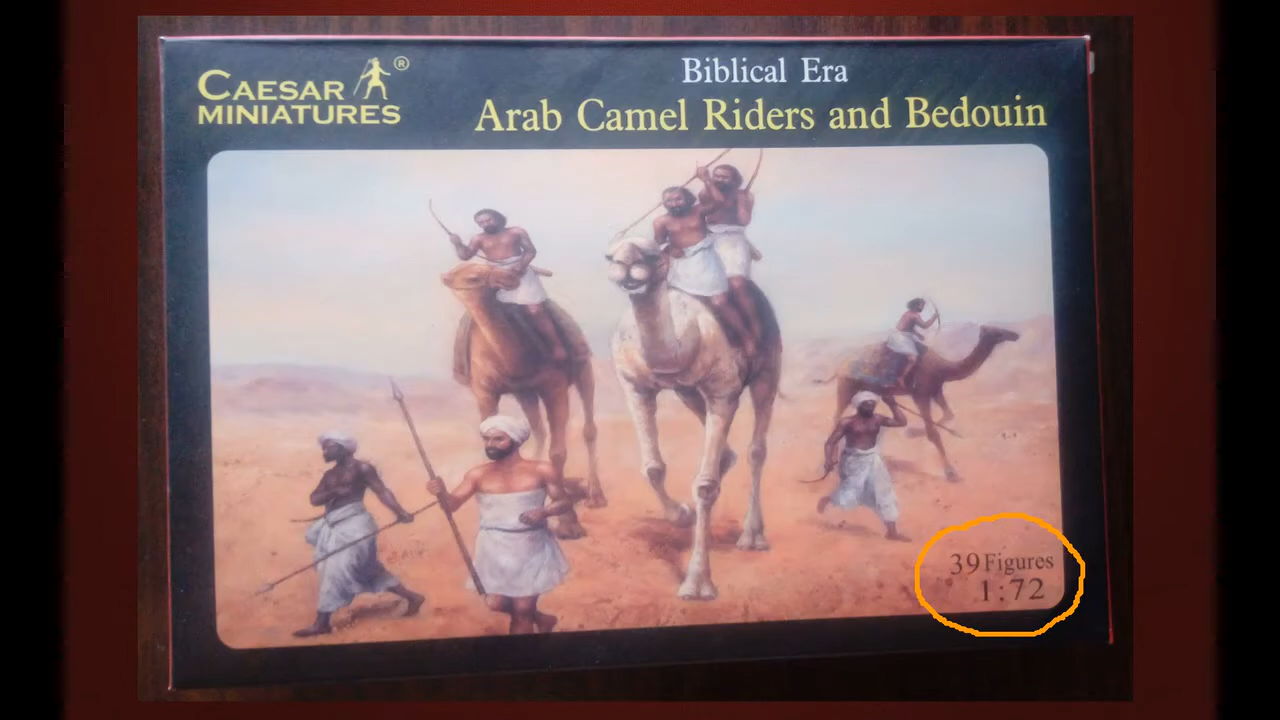 CAESAR
MINIATURES
®
Biblical Era
Arab Camel Riders and Bedouin
39 Figures
1:72